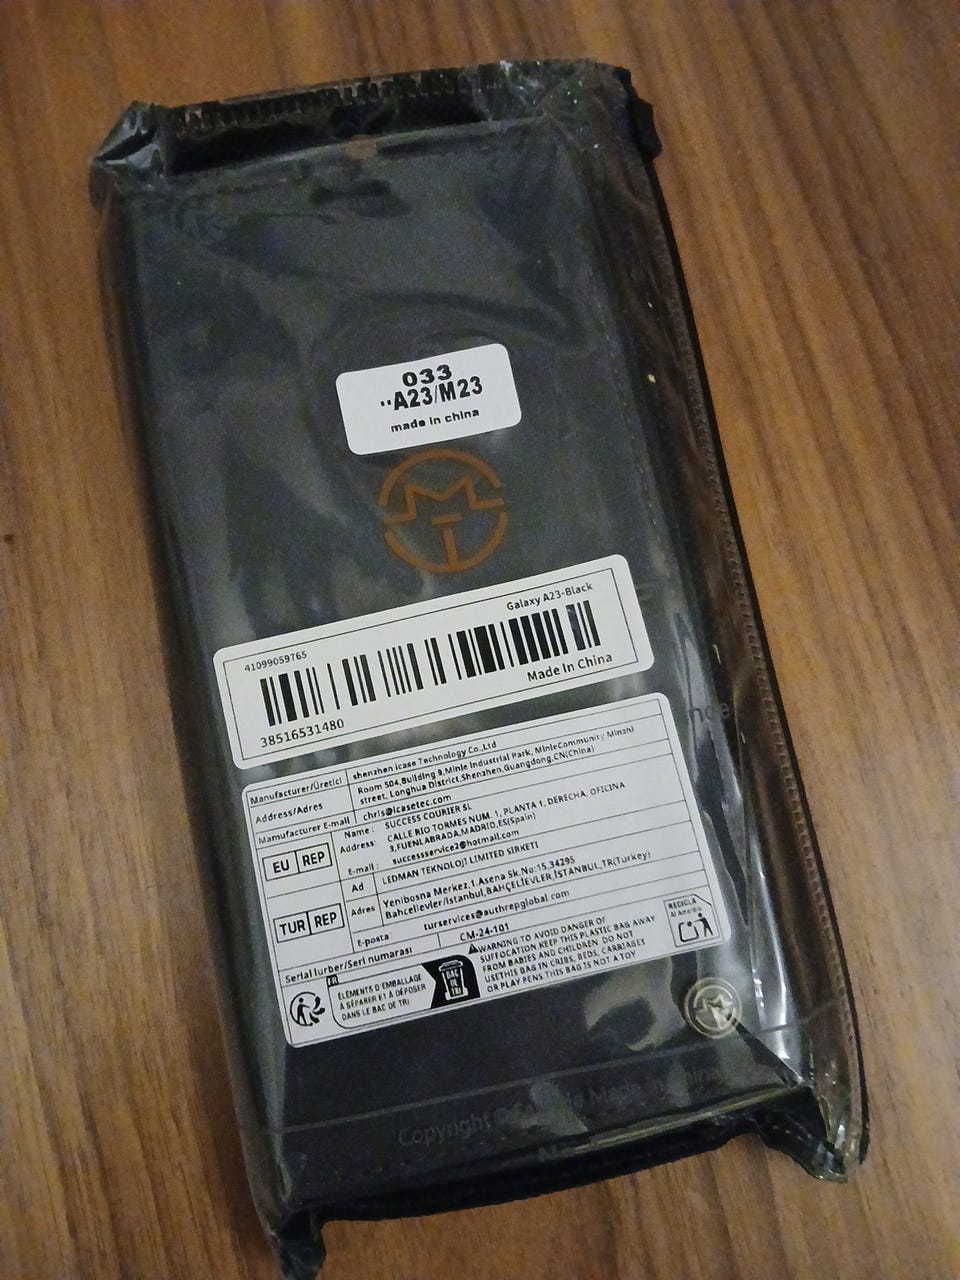 033
··A23/M23
made in china
Galaxy A23-Black
41099059765
38516531480
Made In China
Manufacturer/Üretici shenzhen icase Technology Co.,Ltd
Address/Adres Room 504,Building 9,Minle Industrial Park, MinleCommunity,Minzhi
street, Longhua District,Shenzhen,Guangdong,CN(China)
Manufacturer E-mail chris@icasetec.com
EU REP
Name : SUCCESS COURIER SL
Address: CALLE RIO TORMES NUM. 1, PLANTA 1, DERECHA, OFICINA
3,FUENLABRADA,MADRID,ES(Spain)
E-mail : successservice2@hotmail.com
TUR REP
Ad LEDMAN TEKNOLOJI LIMITED SIRKETI
Adres Yenibosna Merkez,1.Asena Sk.No:15,34295
Bahcelievler/Istanbul,BAHÇELİEVLER,İSTANBUL,TR(Turkey)
E-posta : turservices@authrepglobal.com
Serial lurber/Serl numarasi CM-24-101
FR
ÉLÉMENTS D'EMBALLAGE
À SÉPARER ET À DÉPOSER
DANS LE BAC DE TRI
BAC
DE
TRI
WARNING TO AVOID DANGER OF
SUFFOCATION KEEP THIS PLASTIC BAG AWAY
FROM BABIES AND CHILDREN DO NOT
USETHIS BAG IN CRIBS, BEDS, CARRIAGES
OR PLAY PENS THIS BAG IS NOT A TOY
RECICLA
Al Amarillo
Copyright © Made